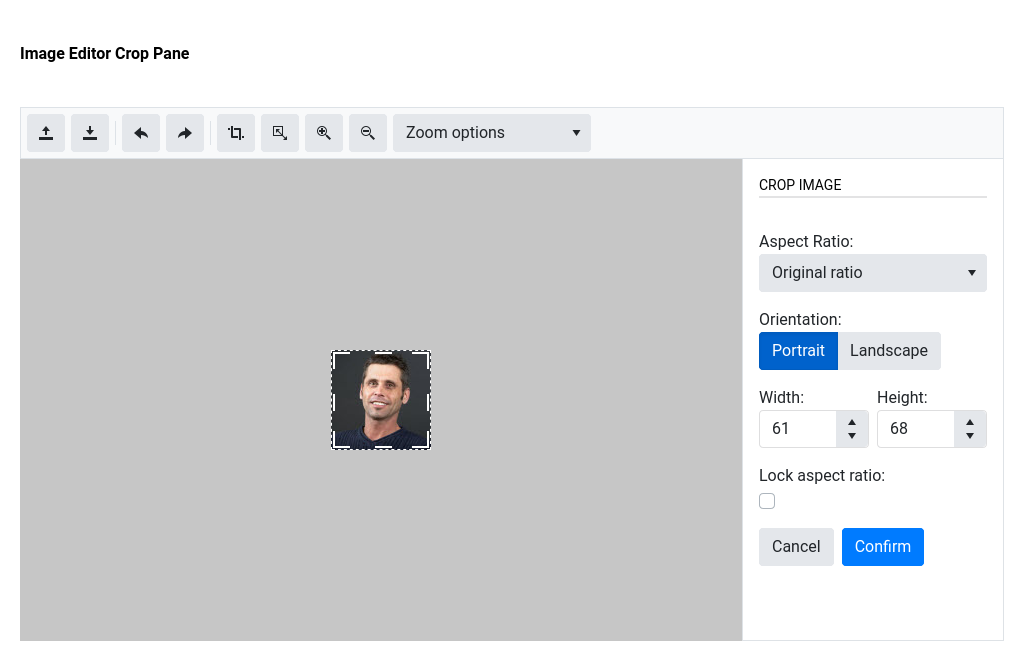 Image Editor Crop Pane
Zoom options
CROP IMAGE
Aspect Ratio:
Original ratio
Orientation:
Portrait Landscape
Width: Height:
61 68
Lock aspect ratio:
Cancel Confirm